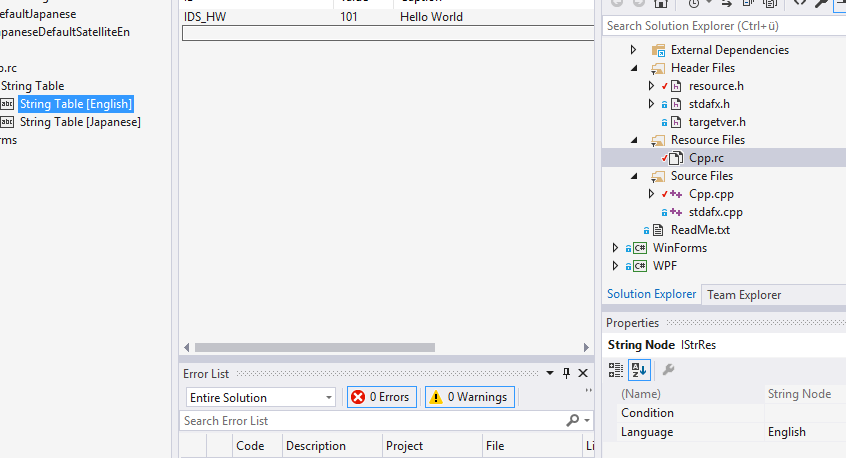 efaultJapanese
apaneseDefaultSatelliteEn
p.rc
String Table
abc String Table [English]
abc String Table [Japanese]
rms
IDS_HW 101 Hello World
Error List
Entire Solution
0 Errors
0 Warnings
Search Error List
Code Description Project File Li
Search Solution Explorer (Ctrl+ü)
External Dependencies
Header Files
resource.h
stdafx.h
targetver.h
Resource Files
Cpp.rc
Source Files
Cpp.cpp
stdafx.cpp
ReadMe.txt
C# WinForms
C# WPF
Solution Explorer Team Explorer
Properties
String Node IStrRes
(Name) String Node
Condition
Language English